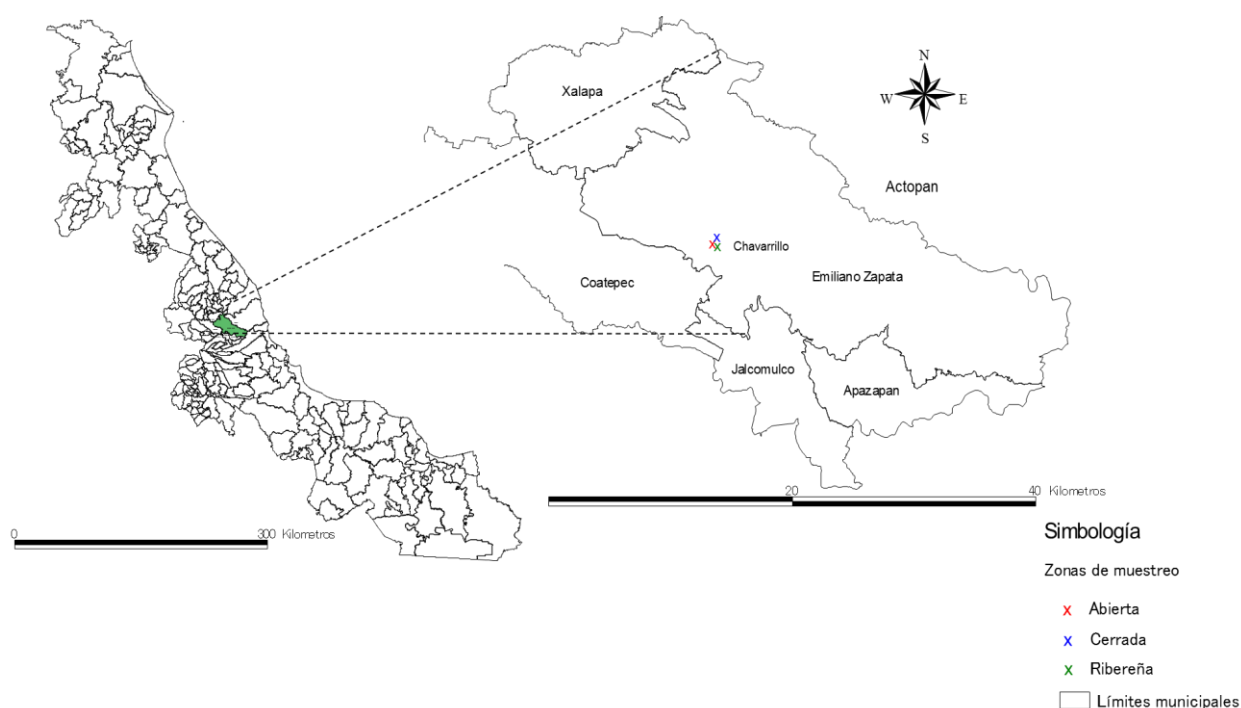 Xalapa
N
W
E
S
Actopan
Chavarrillo
Coatepec
Emiliano Zapata
Jalcomulco
Apazapan
20
40 Kilometros
0
300 Kilometros
Simbología
Zonas de muestreo
x Abierta
x Cerrada
x Ribereña
Límites municipales